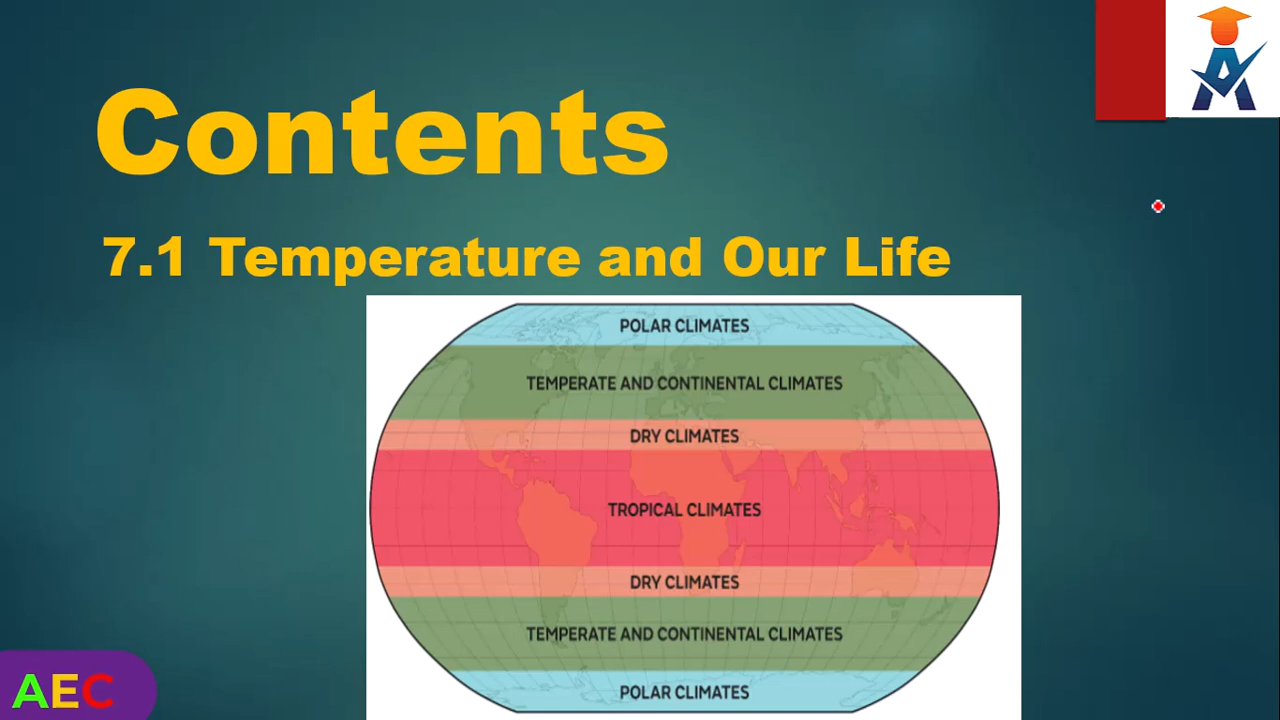 Contents
7.1 Temperature and Our Life
POLAR CLIMATES
TEMPERATE AND CONTINENTAL CLIMATES
DRY CLIMATES
TROPICAL CLIMATES
DRY CLIMATES
TEMPERATE AND CONTINENTAL CLIMATES
POLAR CLIMATES
AEC